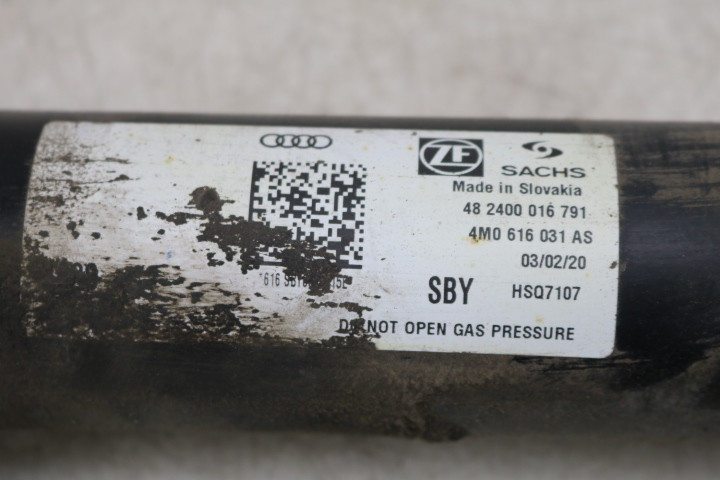 ZF SACHS
Made in Slovakia
48 2400 016 791
4M0 616 031 AS
03/02/20
SBY HSQ7107
NOT OPEN GAS PRESSURE